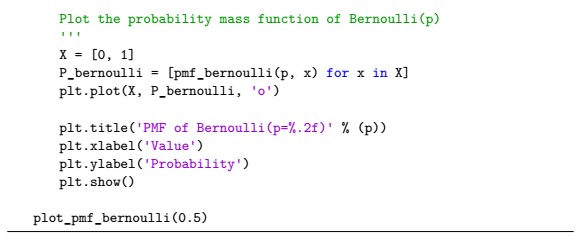 Plot the probability mass function of Bernoulli(p)
'''
X = [0, 1]
P_bernoulli = [pmf_bernoulli(p, x) for x in X]
plt.plot(X, P_bernoulli, 'o')
plt.title('PMF of Bernoulli(p=%.2f)' % (p))
plt.xlabel('Value')
plt.ylabel('Probability')
plt.show()
plot_pmf_bernoulli(0.5)